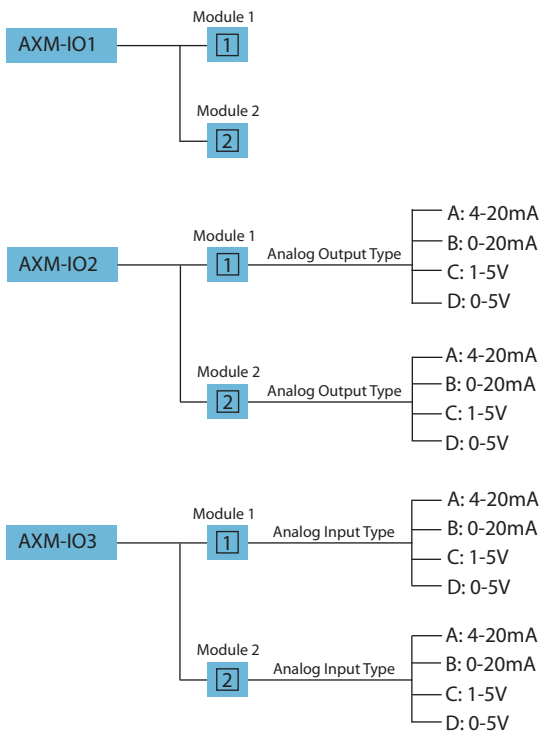 Module 1
AXM-IO1
1
Module 2
2
Module 1
AXM-IO2
1
Analog Output Type
A: 4-20mA
B: 0-20mA
C: 1-5V
D: 0-5V
Module 2
2
Analog Output Type
A: 4-20mA
B: 0-20mA
C: 1-5V
D: 0-5V
Module 1
AXM-IO3
1
Analog Input Type
A: 4-20mA
B: 0-20mA
C: 1-5V
D: 0-5V
Module 2
2
Analog Input Type
A: 4-20mA
B: 0-20mA
C: 1-5V
D: 0-5V